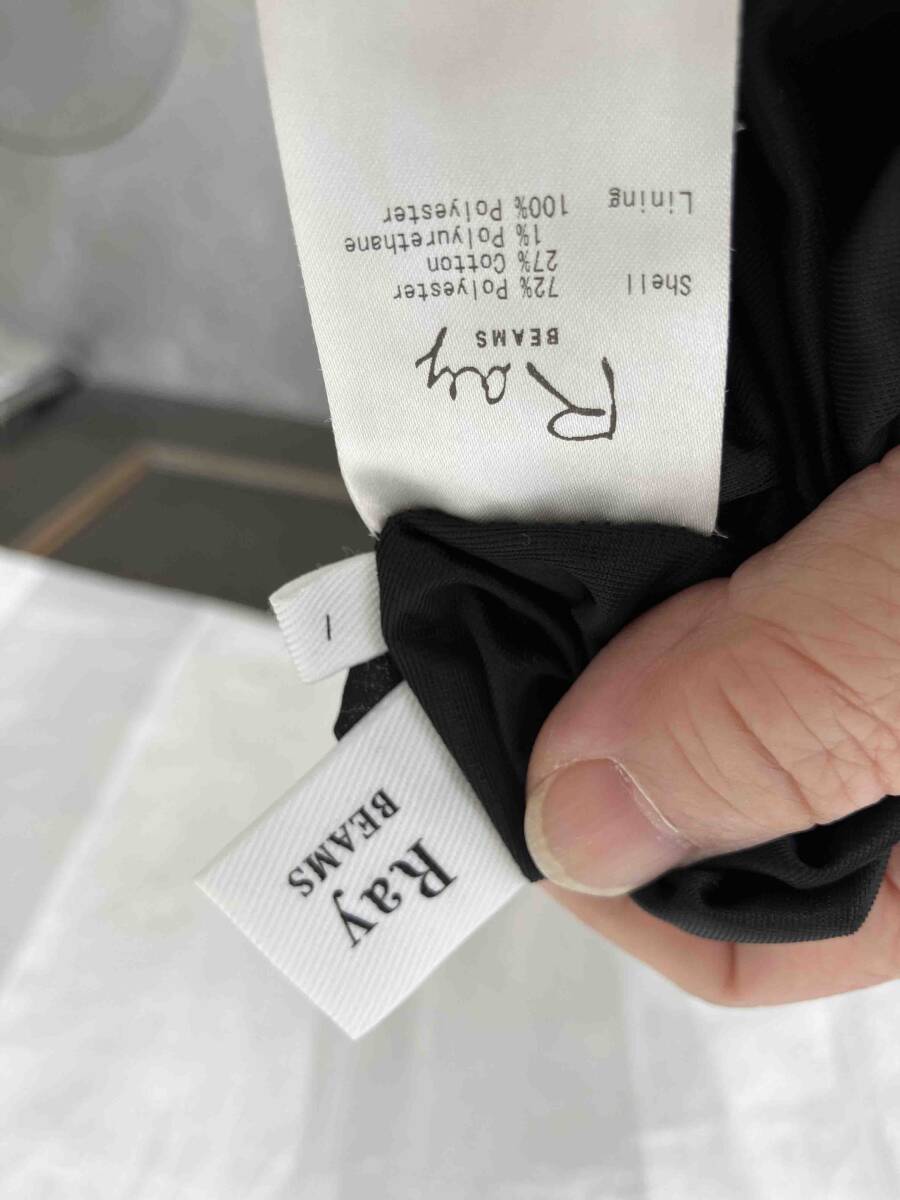 Ray
BEAMS
Shell 72% Polyester
27% Cotton
1% Polyurethane
Lining 100% Polyester
1
Ray
BEAMS